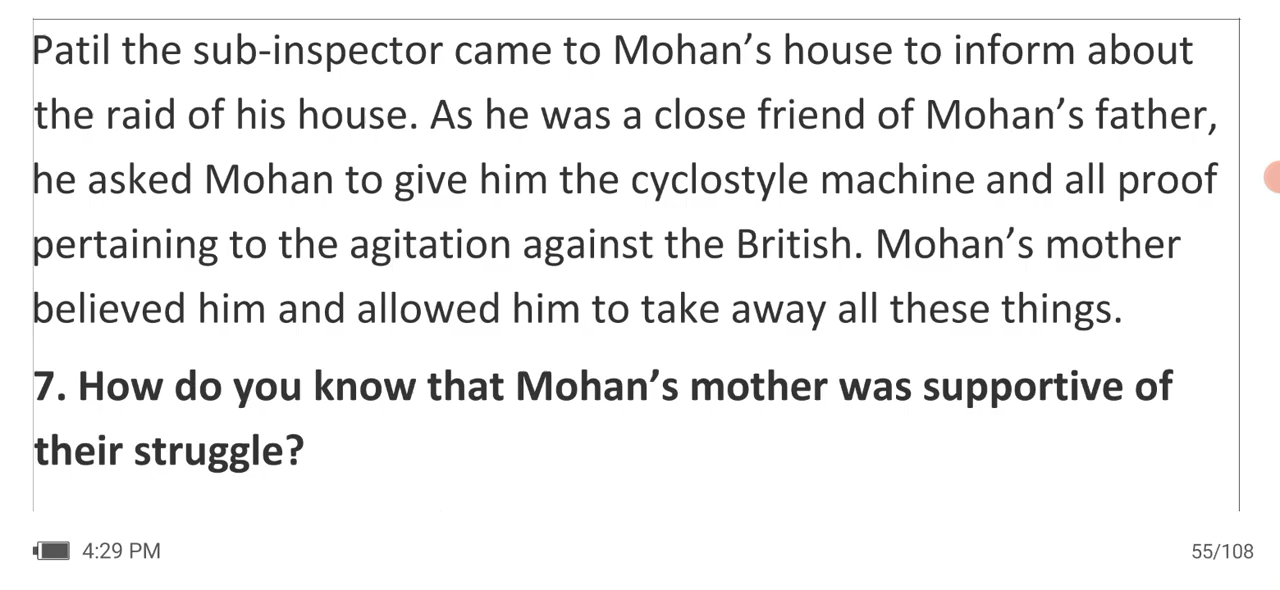 Patil the sub-inspector came to Mohan’s house to inform about
the raid of his house. As he was a close friend of Mohan’s father,
he asked Mohan to give him the cyclostyle machine and all proof
pertaining to the agitation against the British. Mohan’s mother
believed him and allowed him to take away all these things.
7. How do you know that Mohan’s mother was supportive of
their struggle?
4:29 PM
55/108